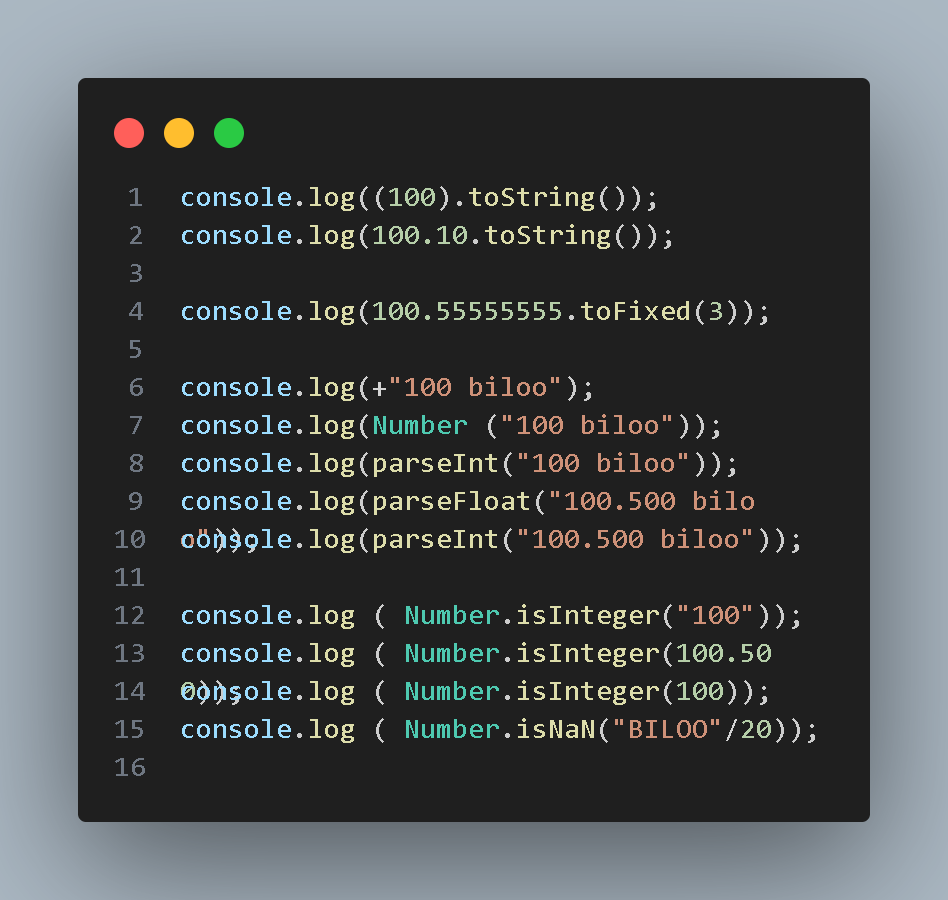 1 console.log((100).toString());
2 console.log(100.10.toString());
3
4 console.log(100.55555555.toFixed(3));
5
6 console.log(+"100 biloo");
7 console.log(Number ("100 biloo"));
8 console.log(parseInt("100 biloo"));
9 console.log(parseFloat("100.500 bilo
o"));
10 console.log(parseInt("100.500 biloo"));
11
12 console.log ( Number.isInteger("100"));
13 console.log ( Number.isInteger(100.50
0));
14 console.log ( Number.isInteger(100));
15 console.log ( Number.isNaN("BILOO"/20));
16